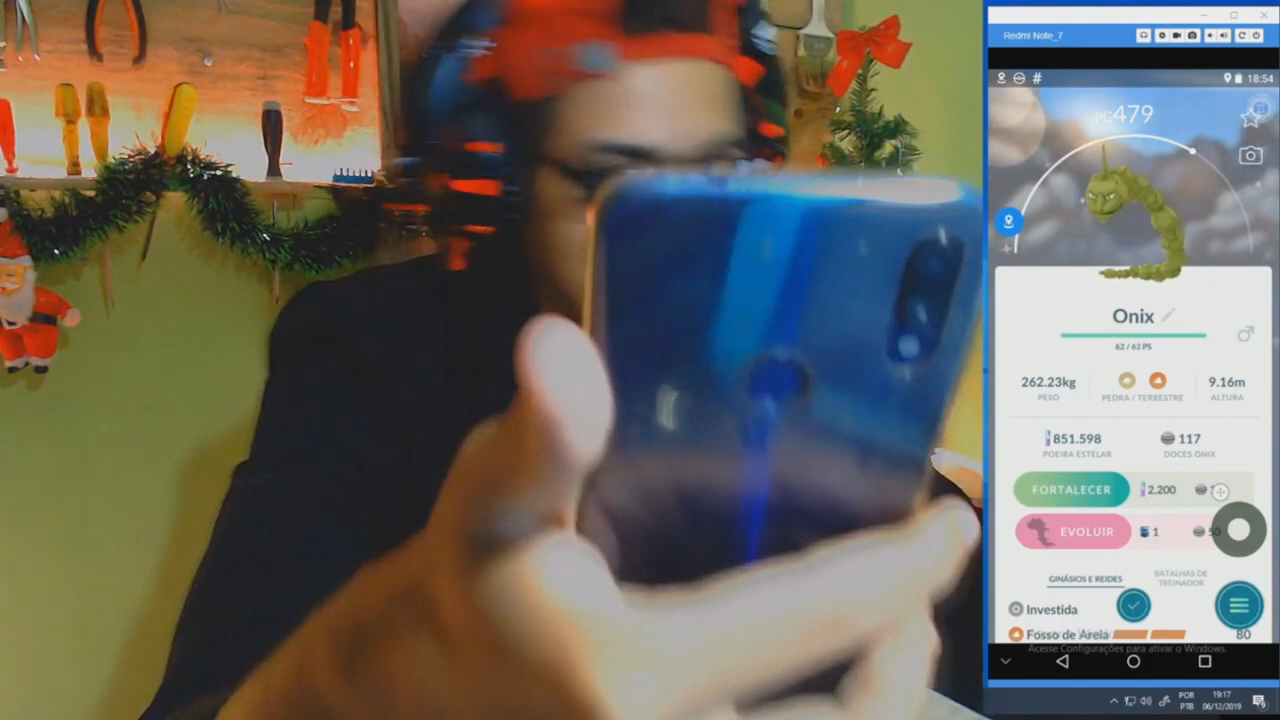 Redmi Note_7
18:54
PC479
Onix
62 / 62 PS
262.23kg
PESO
PEDRA / TERRESTRE
9.16m
ALTURA
851.598
POEIRA ESTELAR
117
DOCES ONIX
FORTALECER
2.200
EVOLUIR
1
50
GINÁSIOS E REIDES
BATALHAS DE
TREINADOR
Investida
Fosso de Areia
80
Acesse Configurações para ativar o Windows.
POR
PTB
19:17
06/12/2019